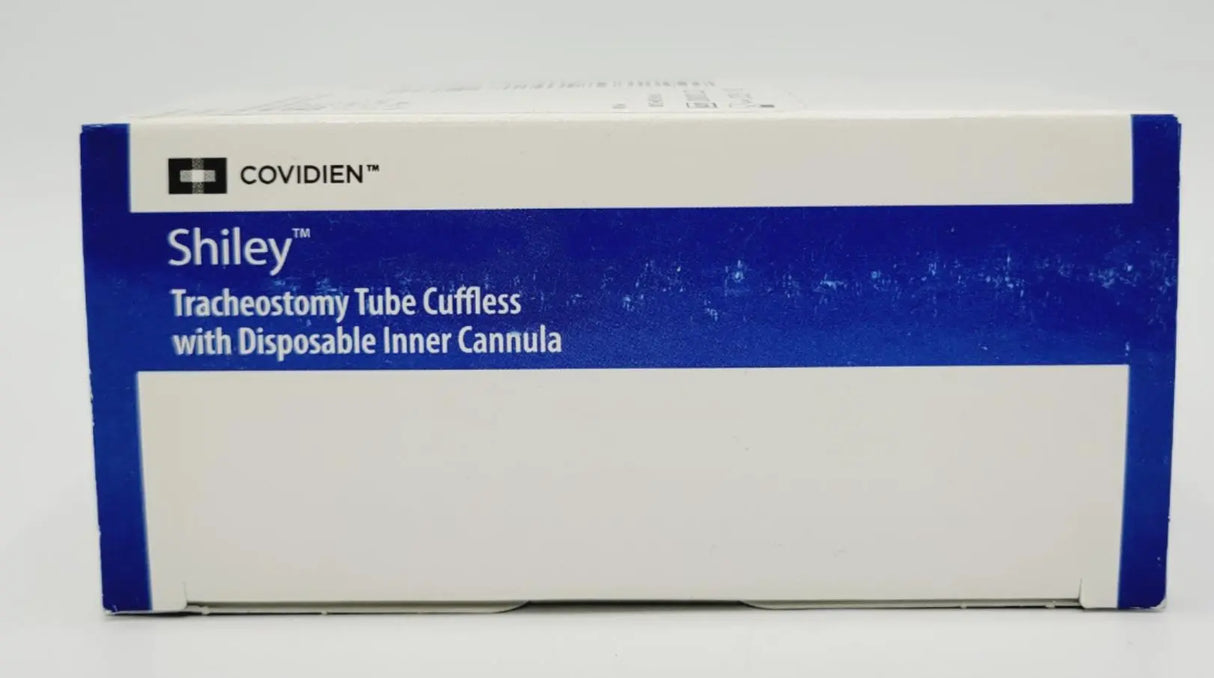 COVIDIEN™
Shiley™
Tracheostomy Tube Cuffless
with Disposable Inner Cannula